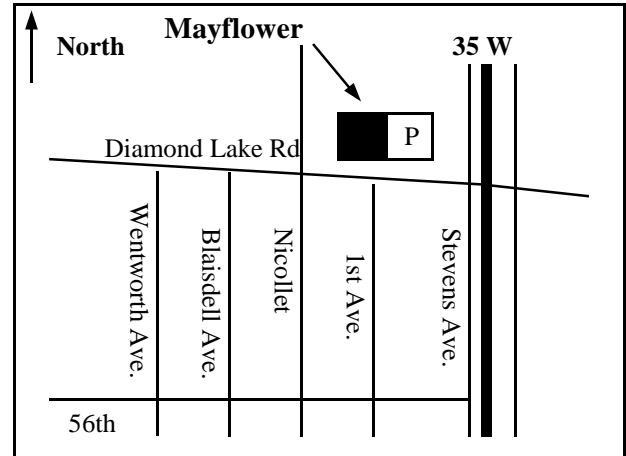 Mayflower
North
35 W
P
Diamond Lake Rd
Wentworth Ave.
Blaisdell Ave.
Nicollet
1st Ave.
Stevens Ave.
56th